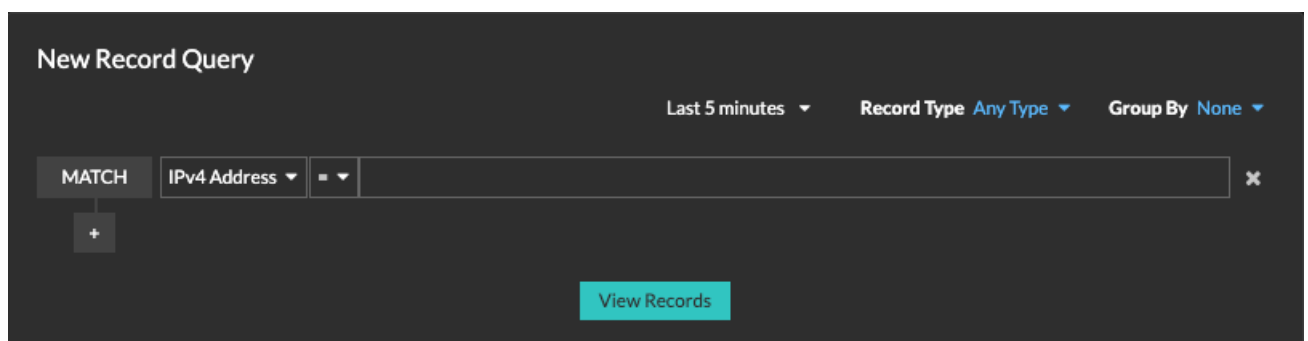 New Record Query
Last 5 minutes Record Type Any Type Group By None
MATCH IPv4 Address =
+
View Records